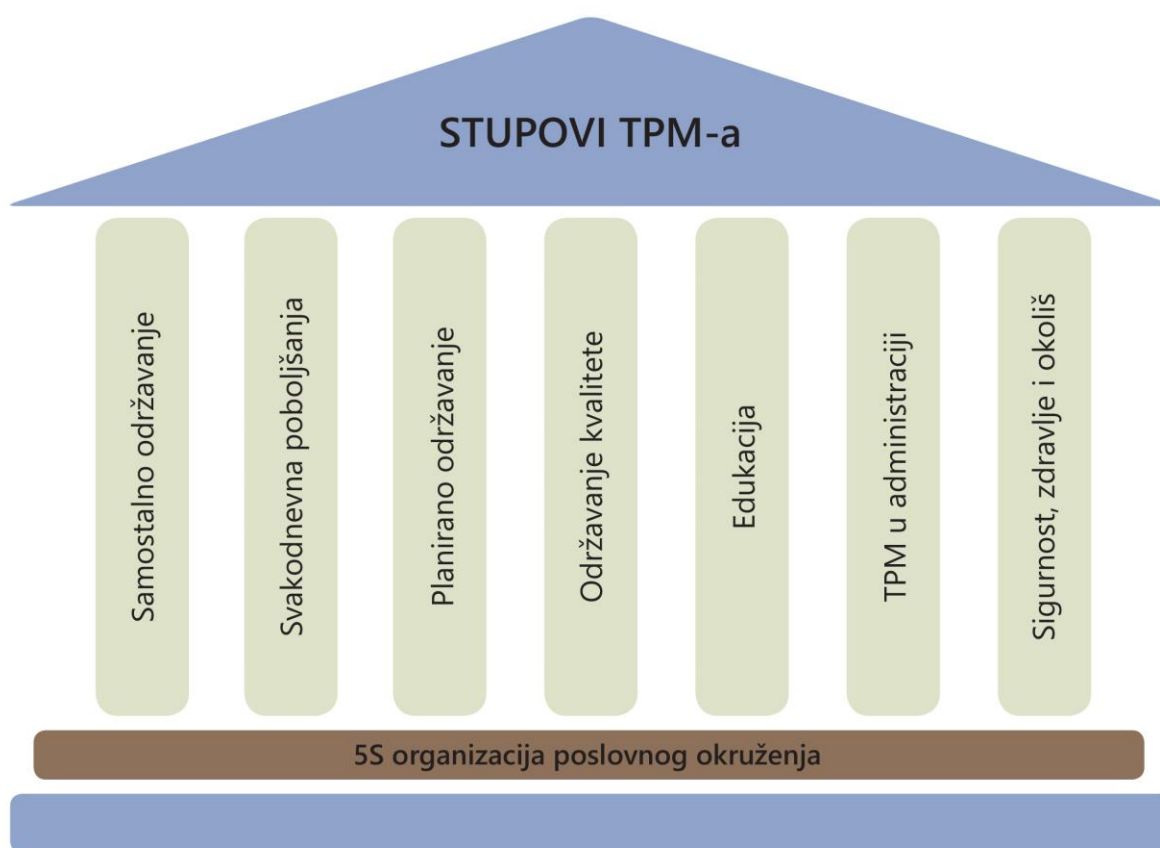 STUPOVI TPM-a
Samostalno održavanje
Svakodnevna poboljšanja
Planirano održavanje
Održavanje kvalitete
Edukacija
TPM u administraciji
Sigurnost, zdravlje i okoliš
5S organizacija poslovnog okruženja